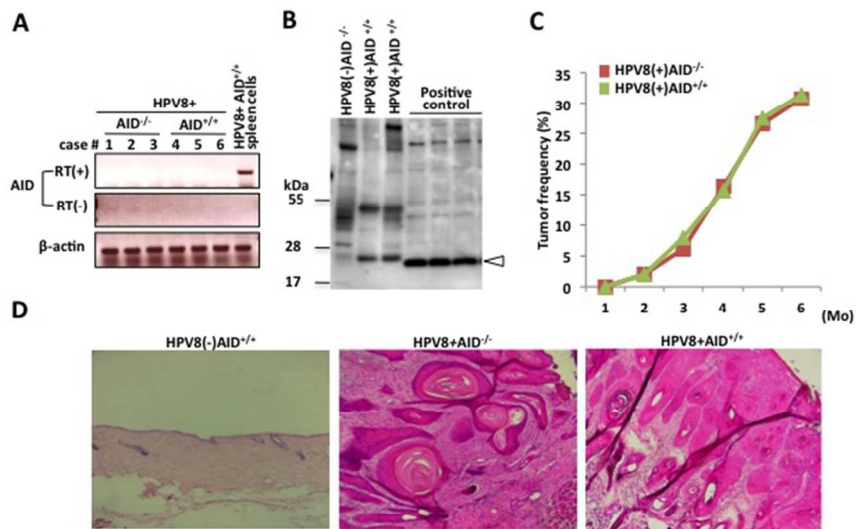 A
HPV8+
AID-/- AID+/+
HPV8+ AID+/+
spleen cells
case # 1 2 3 4 5 6
AID
RT(+)
RT(-)
β-actin
B
HPV8(-)AID-/-
HPV8(+)AID+/+
HPV8(+)AID+/+
Positive
control
kDa
55
28
17
C
HPV8(+)AID-/-
HPV8(+)AID+/+
Tumor frequency (%)
35
30
25
20
15
10
5
0
1 2 3 4 5 6 (Mo)
D
HPV8(-)AID+/+
HPV8+AID-/-
HPV8+AID+/+